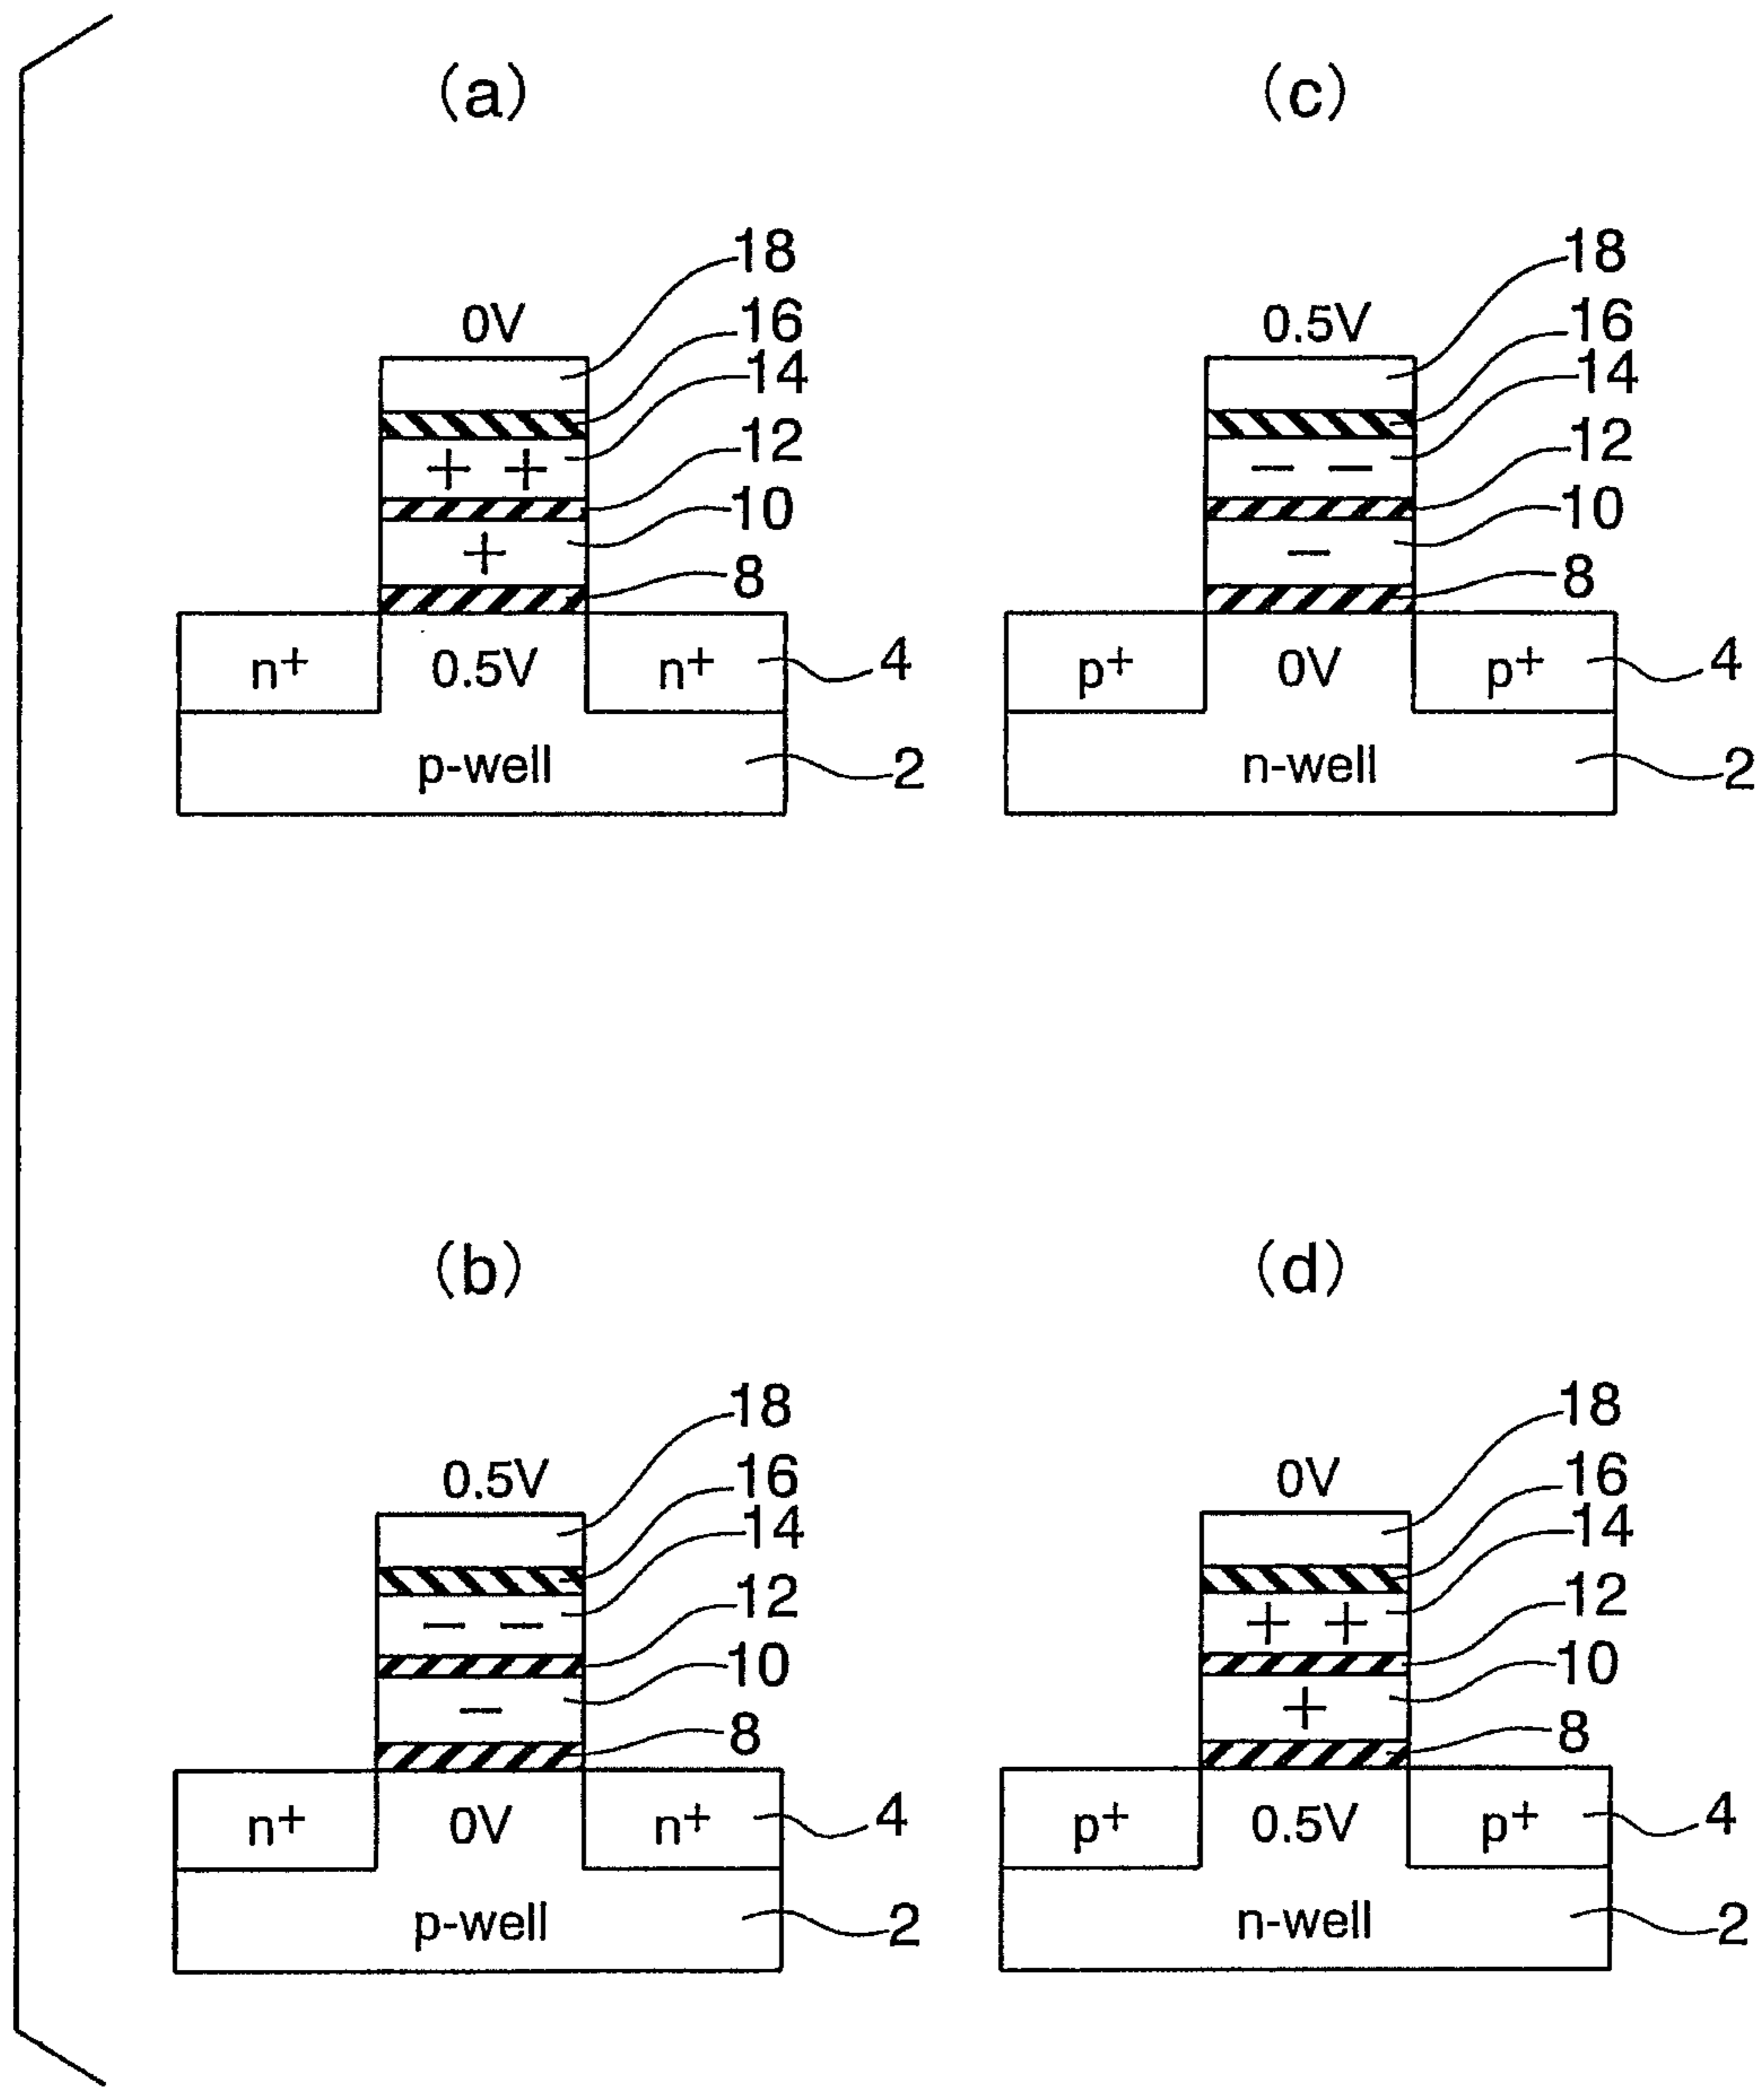 (a)
18
0V
16
14
12
+ +
10
+
8
n+ 0.5V n+
4
p-well
2
(c)
18
0.5V
16
14
12
− −
10
−
8
p+ 0V p+
4
n-well
2
(b)
18
0.5V
16
14
12
− −
10
−
8
n+ 0V n+
4
p-well
2
(d)
18
0V
16
14
12
+ +
10
+
8
p+ 0.5V p+
4
n-well
2